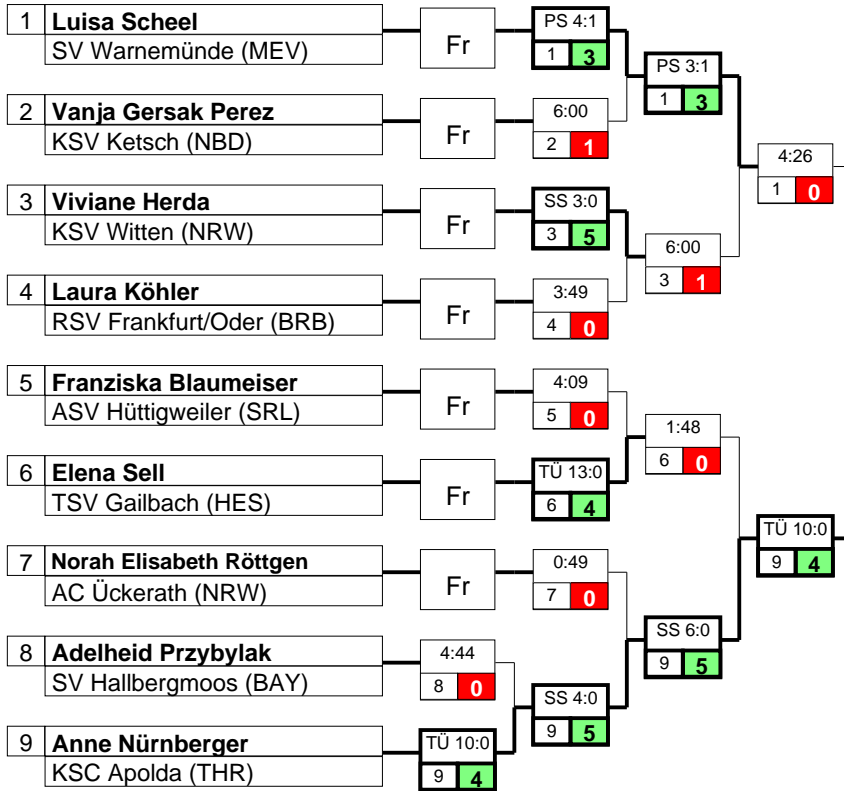 1 Luisa Scheel
SV Warnemünde (MEV)
Fr
PS 4:1
1 3
PS 3:1
1 3
2 Vanja Gersak Perez
KSV Ketsch (NBD)
Fr
6:00
2 1
4:26
1 0
3 Viviane Herda
KSV Witten (NRW)
Fr
SS 3:0
3 5
6:00
3 1
4 Laura Köhler
RSV Frankfurt/Oder (BRB)
Fr
3:49
4 0
5 Franziska Blaumeiser
ASV Hüttigweiler (SRL)
Fr
4:09
5 0
1:48
6 0
6 Elena Sell
TSV Gailbach (HES)
Fr
TÜ 13:0
6 4
TÜ 10:0
9 4
7 Norah Elisabeth Röttgen
AC Ückerath (NRW)
Fr
0:49
7 0
SS 6:0
9 5
8 Adelheid Przybylak
SV Hallbergmoos (BAY)
4:44
8 0
SS 4:0
9 5
9 Anne Nürnberger
KSC Apolda (THR)
TÜ 10:0
9 4